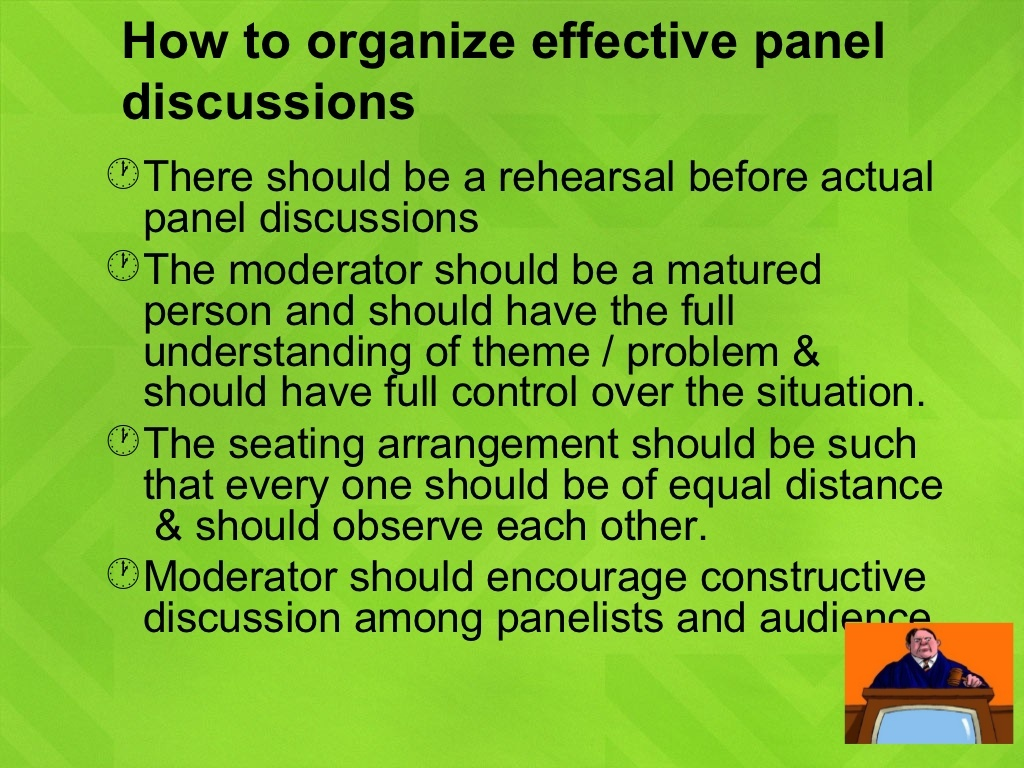 How to organize effective panel
discussions
There should be a rehearsal before actual
panel discussions
The moderator should be a matured
person and should have the full
understanding of theme / problem &
should have full control over the situation.
The seating arrangement should be such
that every one should be of equal distance
& should observe each other.
Moderator should encourage constructive
discussion among panelists and audience